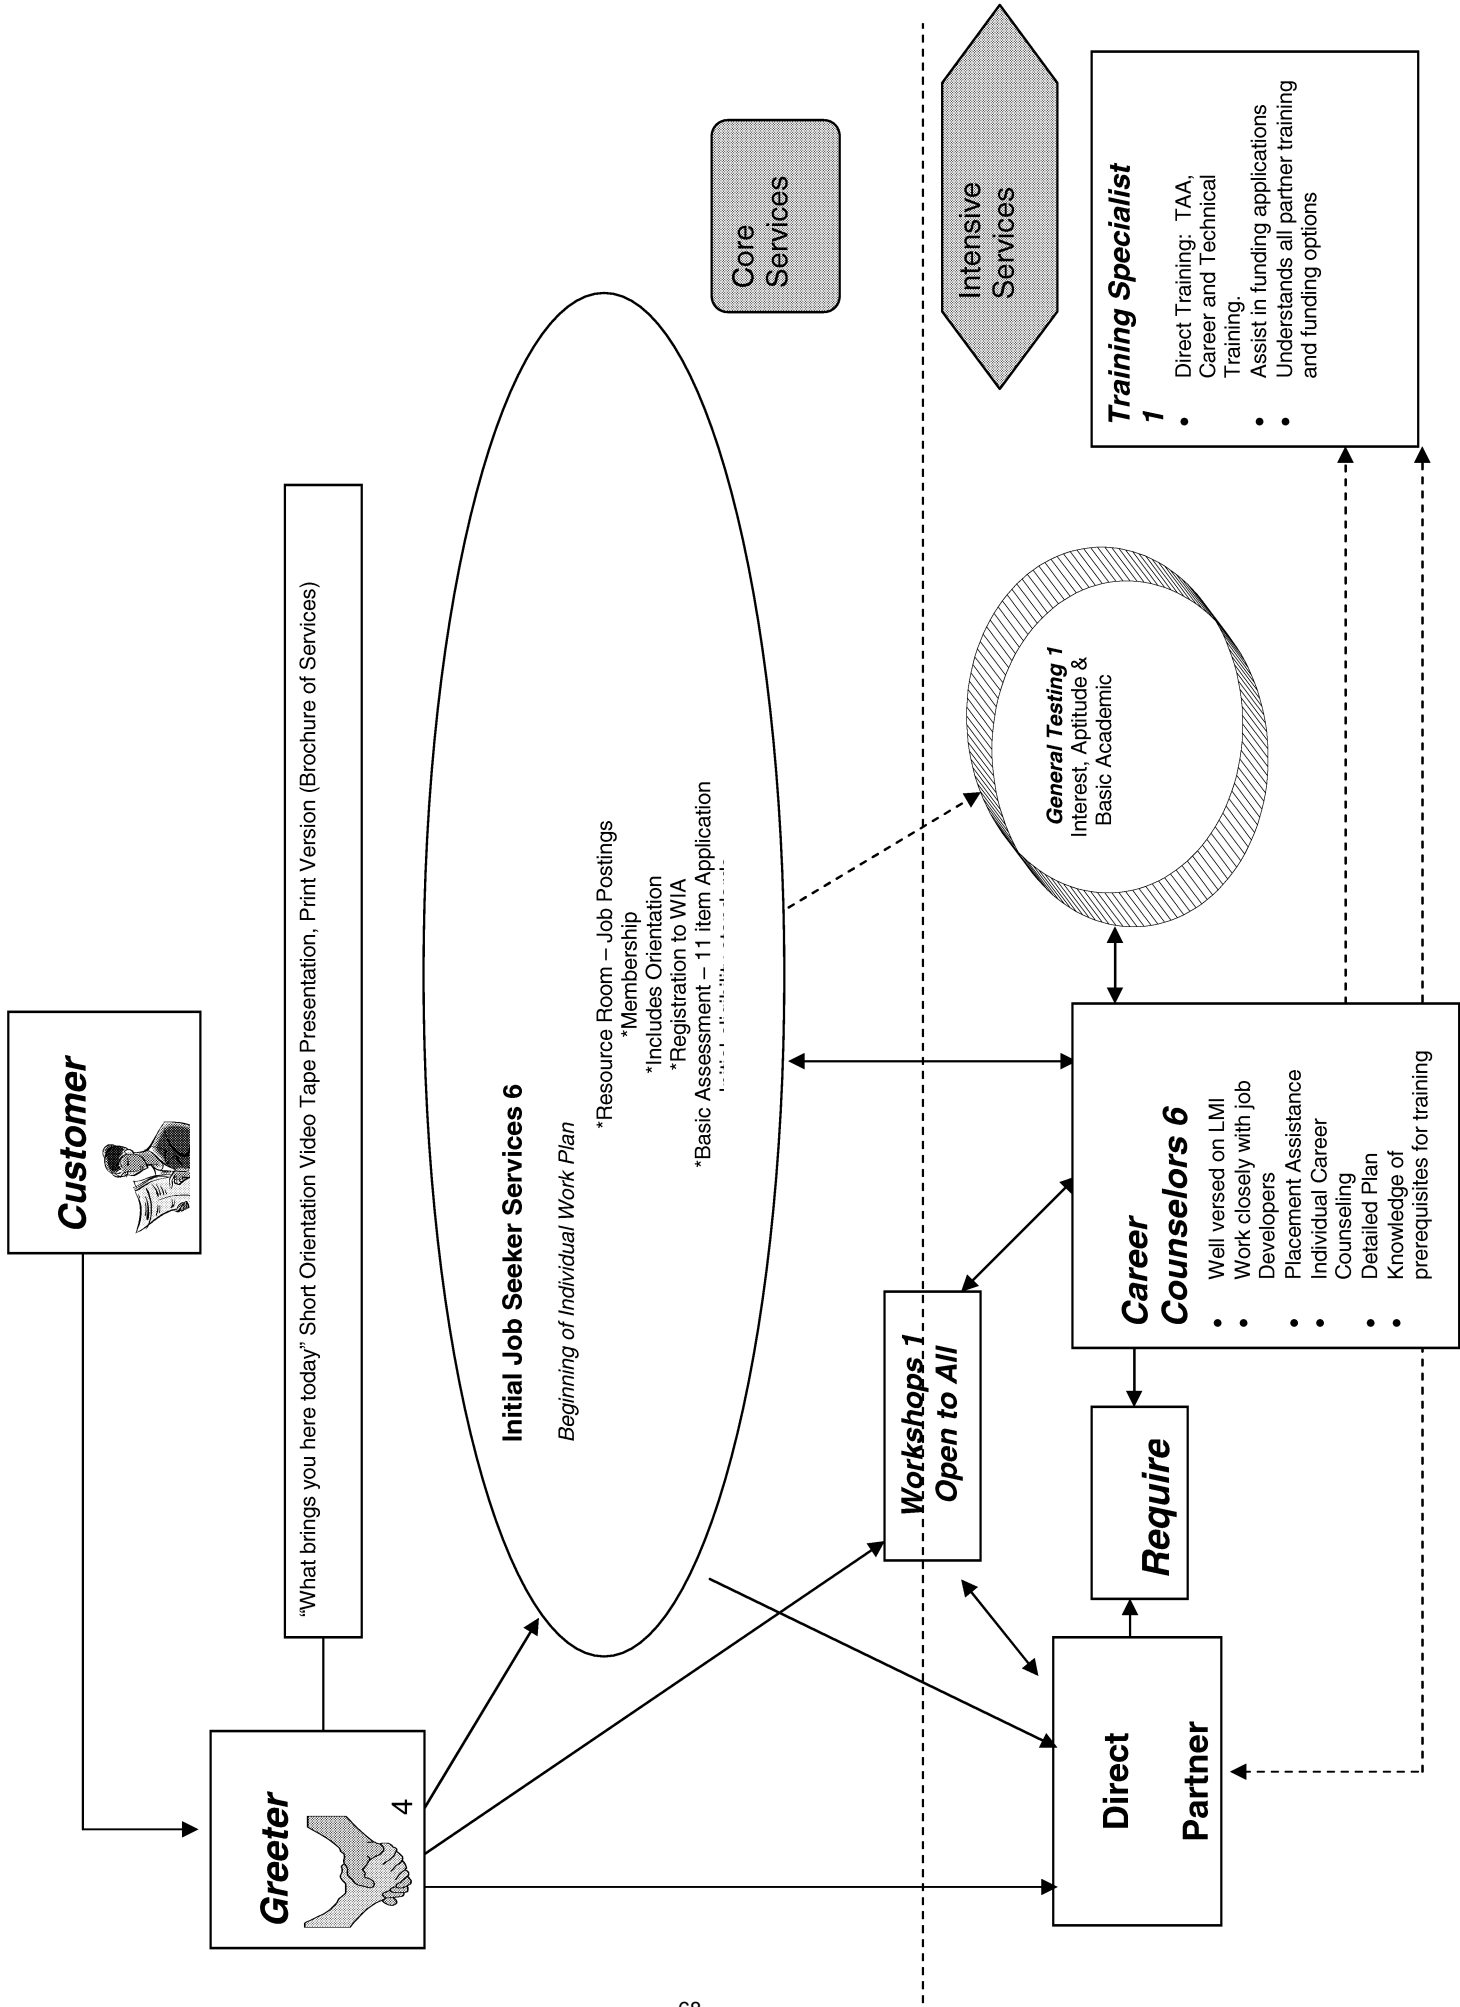 Customer
Greeter
4
“What brings you here today” Short Orientation Video Tape Presentation, Print Version (Brochure of Services)
Initial Job Seeker Services 6
Beginning of Individual Work Plan
*Resource Room – Job Postings
*Membership
*Includes Orientation
*Registration to WIA
*Basic Assessment – 11 item Application
Core
Services
Intensive
Services
Workshops 1
Open to All
General Testing 1
Interest, Aptitude &
Basic Academic
Direct
Partner
Require
Career
Counselors 6
• Well versed on LMI
• Work closely with job
Developers
• Placement Assistance
• Individual Career
Counseling
• Detailed Plan
• Knowledge of
prerequisites for training
Training Specialist
1
• Direct Training: TAA,
Career and Technical
Training.
• Assist in funding applications
• Understands all partner training
and funding options